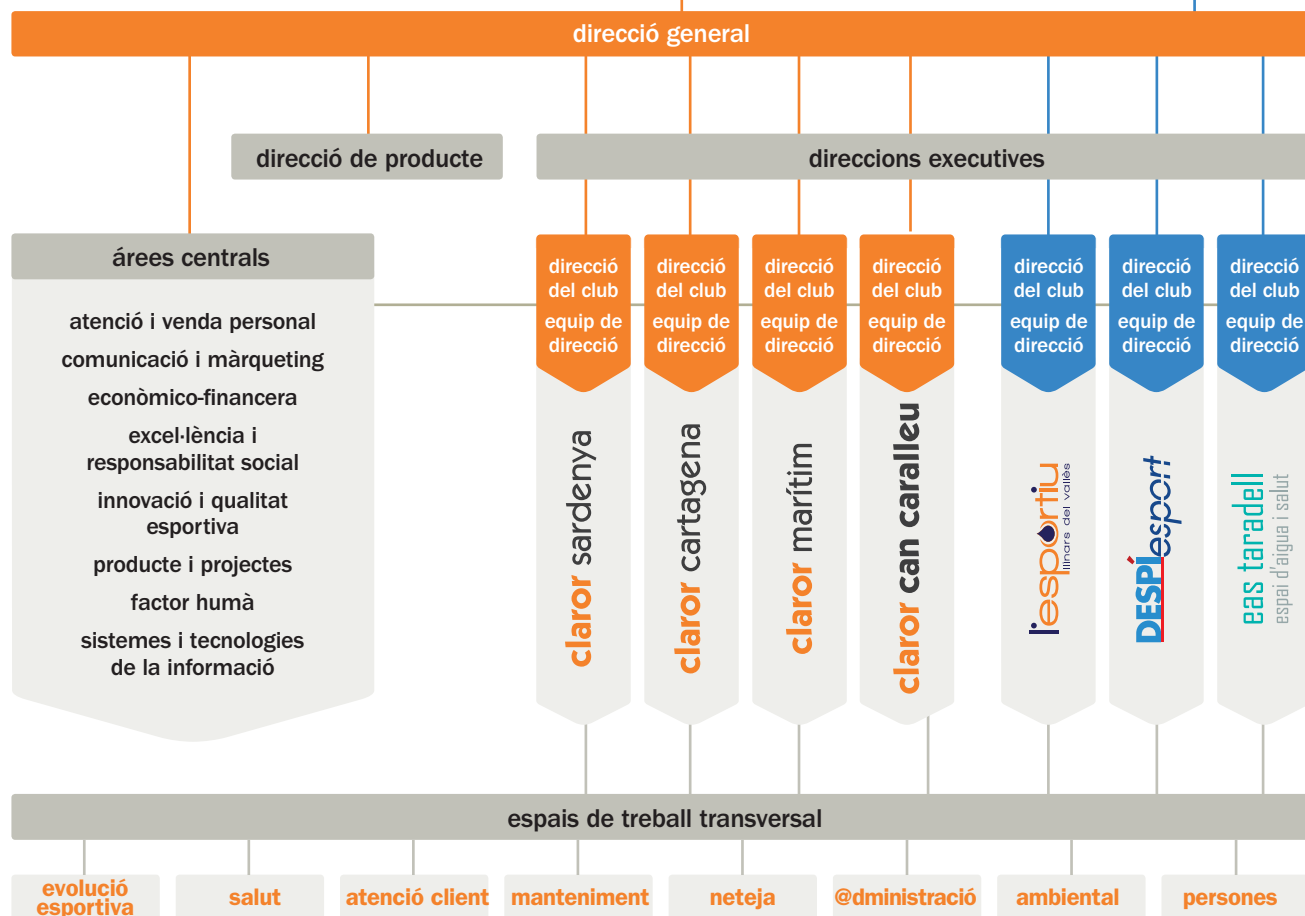 direcció general
direcció de producte
direccions executives
árees centrals
atenció i venda personal
comunicació i màrqueting
econòmico-financera
excel·lència i
responsabilitat social
innovació i qualitat
esportiva
producte i projectes
factor humà
sistemes i tecnologies
de la informació
direcció
del club
equip de
direcció
claror sardenya
direcció
del club
equip de
direcció
claror cartagena
direcció
del club
equip de
direcció
claror marítim
direcció
del club
equip de
direcció
claror can caralleu
direcció
del club
equip de
direcció
l'esportiu
llinars del vallès
direcció
del club
equip de
direcció
DESPÍ esport
direcció
del club
equip de
direcció
eas taradell
espai d'aigua i salut
espais de treball transversal
evolució
esportiva
salut
atenció client
manteniment
neteja
@dministració
ambiental
persones